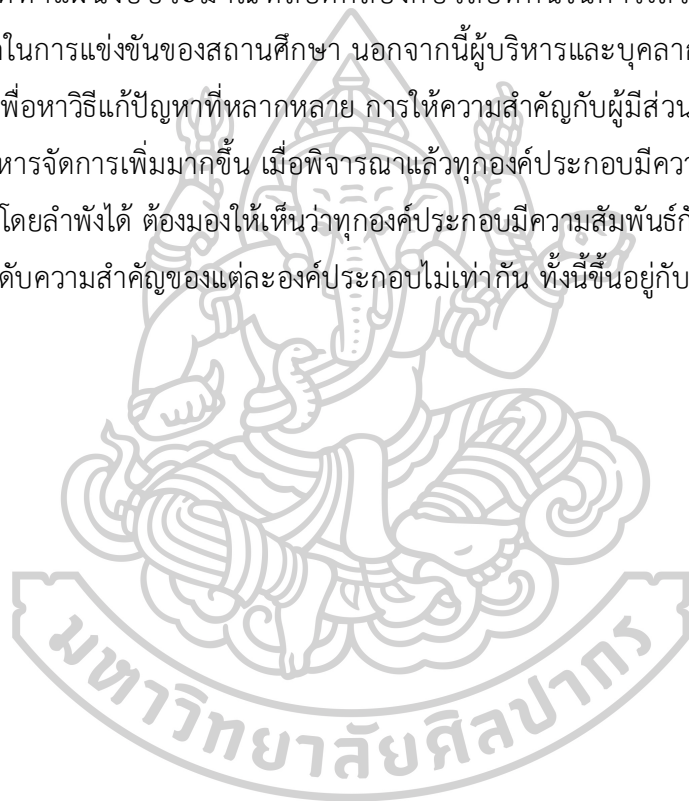 ในการแข่งขันของสถานศึกษา นอกจากนี้ผู้บริหารและบุคลา
พื่อหาวิธีแก้ปัญหาที่หลากหลาย การให้ความสำคัญกับผู้มีส่วน
หารจัดการเพิ่มมากขึ้น เมื่อพิจารณาแล้วทุกองค์ประกอบมีควา
โดยลำพังได้ ต้องมองให้เห็นว่าทุกองค์ประกอบมีความสัมพันธ์กั
ดับความสำคัญของแต่ละองค์ประกอบไม่เท่ากัน ทั้งนี้ขึ้นอยู่กับ
มหาวิทยาลัยศิลปากร